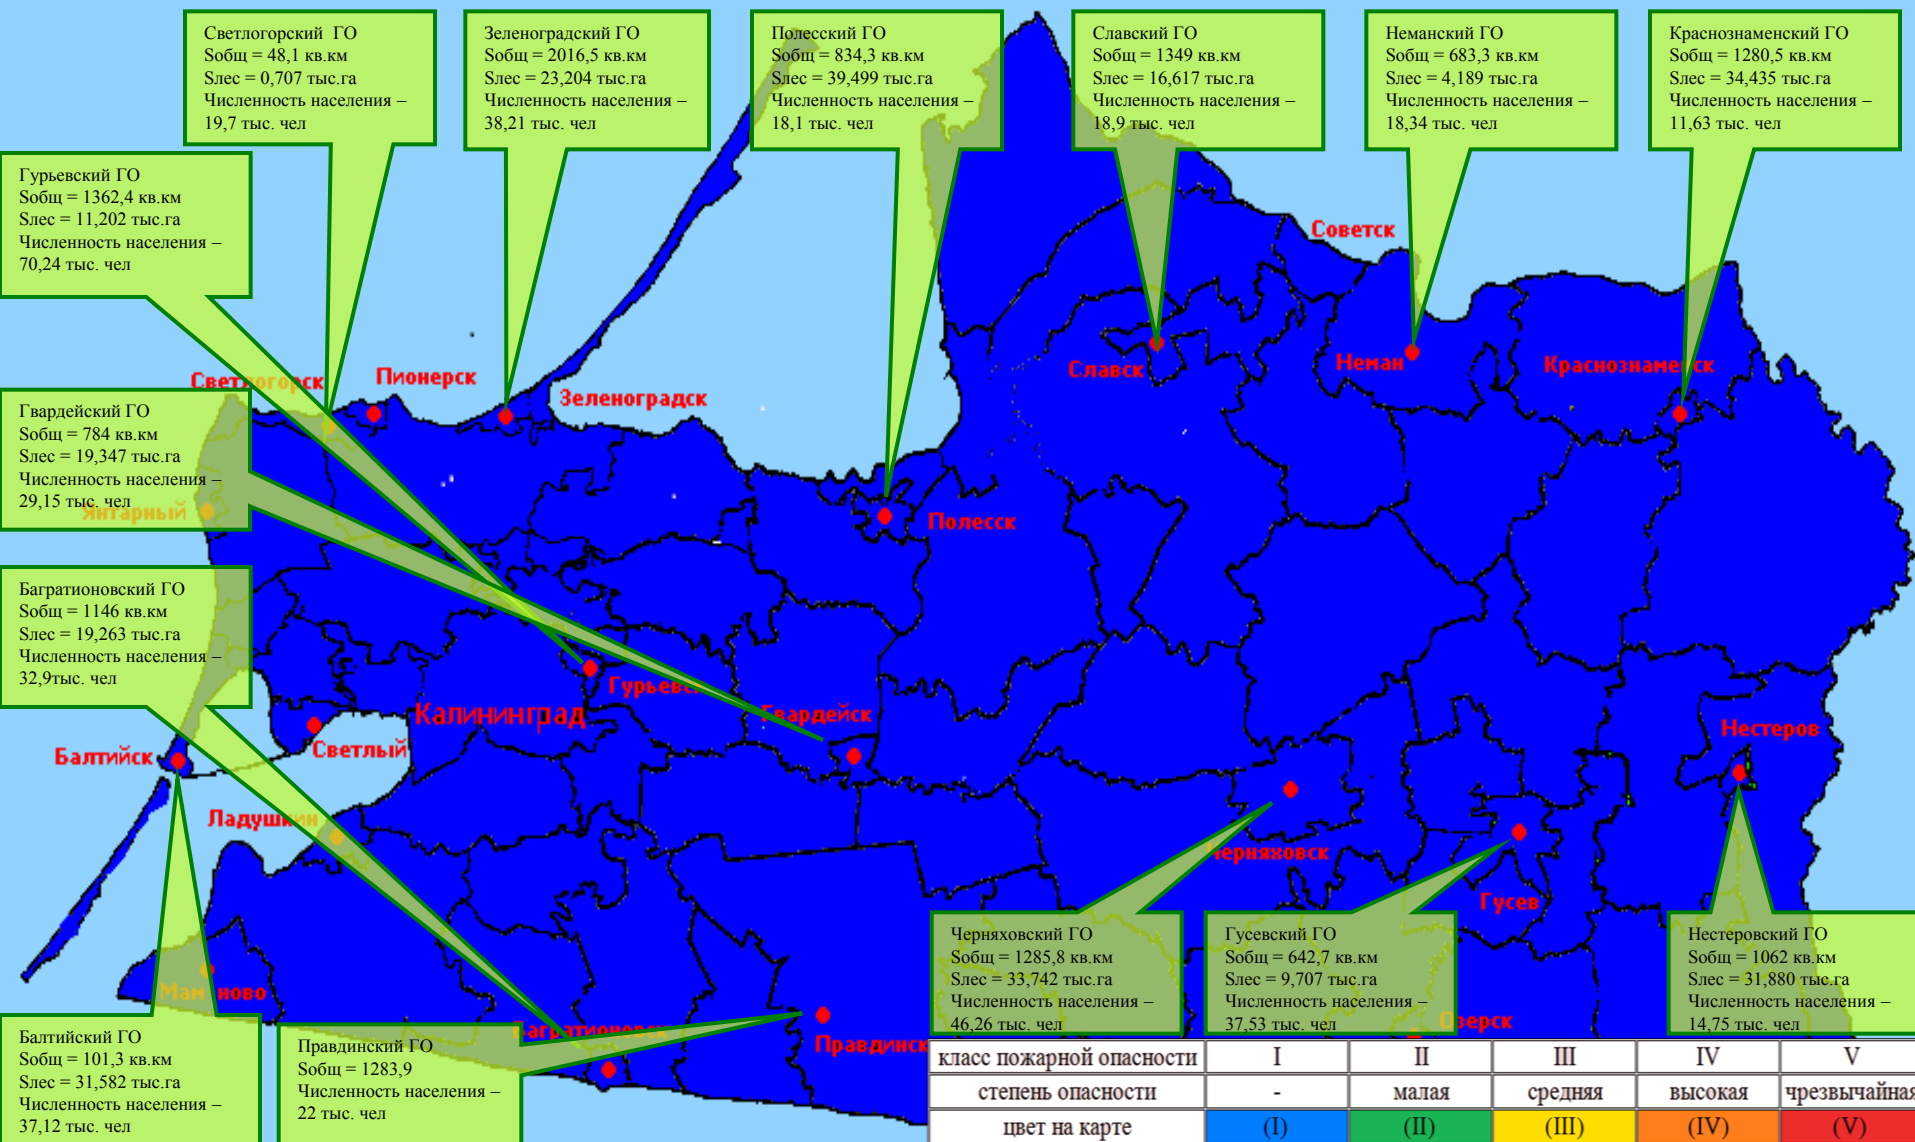 Светлогорский ГО
Sобщ = 48,1 кв.км
Sлес = 0,707 тыс.га
Численность населения –
19,7 тыс. чел
Зеленоградский ГО
Sобщ = 2016,5 кв.км
Sлес = 23,204 тыс.га
Численность населения –
38,21 тыс. чел
Полесский ГО
Sобщ = 834,3 кв.км
Sлес = 39,499 тыс.га
Численность населения –
18,1 тыс. чел
Славский ГО
Sобщ = 1349 кв.км
Sлес = 16,617 тыс.га
Численность населения –
18,9 тыс. чел
Неманский ГО
Sобщ = 683,3 кв.км
Sлес = 4,189 тыс.га
Численность населения –
18,34 тыс. чел
Краснознаменский ГО
Sобщ = 1280,5 кв.км
Sлес = 34,435 тыс.га
Численность населения –
11,63 тыс. чел
Гурьевский ГО
Sобщ = 1362,4 кв.км
Sлес = 11,202 тыс.га
Численность населения –
70,24 тыс. чел
Советск
Славск
Неман
Краснознаменск
Светлогорск
Пионерск
Зеленоградск
Гвардейский ГО
Sобщ = 784 кв.км
Sлес = 19,347 тыс.га
Численность населения –
29,15 тыс. чел
Янтарный
Полесск
Багратионовский ГО
Sобщ = 1146 кв.км
Sлес = 19,263 тыс.га
Численность населения –
32,9тыс. чел
Гурьевск
Калининград
Гвардейск
Нестеров
Балтийск
Светлый
Ладушкин
Черняховск
Гусев
Мамоново
Багратионовск
Правдинск
Озерск
Черняховский ГО
Sобщ = 1285,8 кв.км
Sлес = 33,742 тыс.га
Численность населения –
46,26 тыс. чел
Гусевский ГО
Sобщ = 642,7 кв.км
Sлес = 9,707 тыс.га
Численность населения –
37,53 тыс. чел
Нестеровский ГО
Sобщ = 1062 кв.км
Sлес = 31,880 тыс.га
Численность населения –
14,75 тыс. чел
Балтийский ГО
Sобщ = 101,3 кв.км
Sлес = 31,582 тыс.га
Численность населения –
37,12 тыс. чел
Правдинский ГО
Sобщ = 1283,9
Численность населения –
22 тыс. чел
класс пожарной опасности I II III IV V
степень опасности - малая средняя высокая чрезвычайная
цвет на карте (I) (II) (III) (IV) (V)